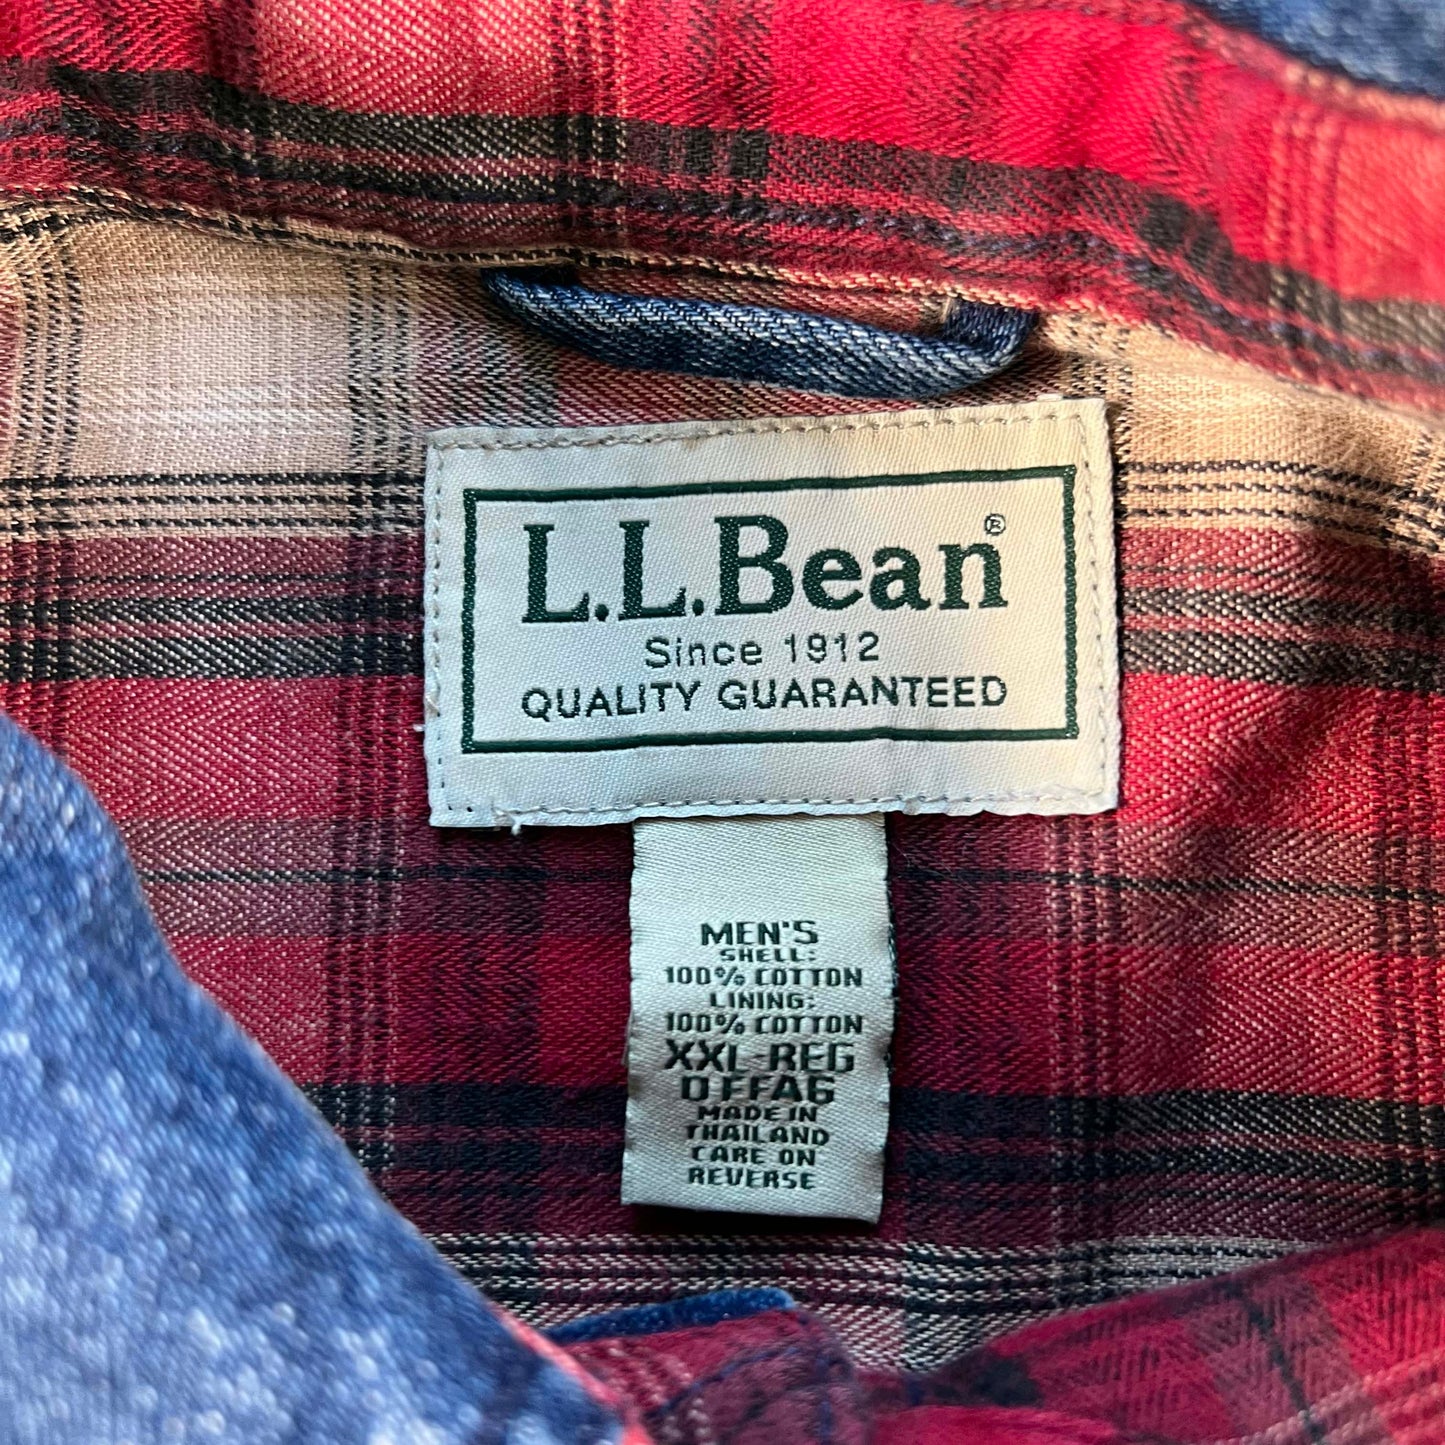 L.L.Bean®
Since 1912
QUALITY GUARANTEED
MEN'S
SHELL:
100% COTTON
LINING:
100% COTTON
XXL-REG
0FFA6
MADE IN
THAILAND
CARE ON
REVERSE